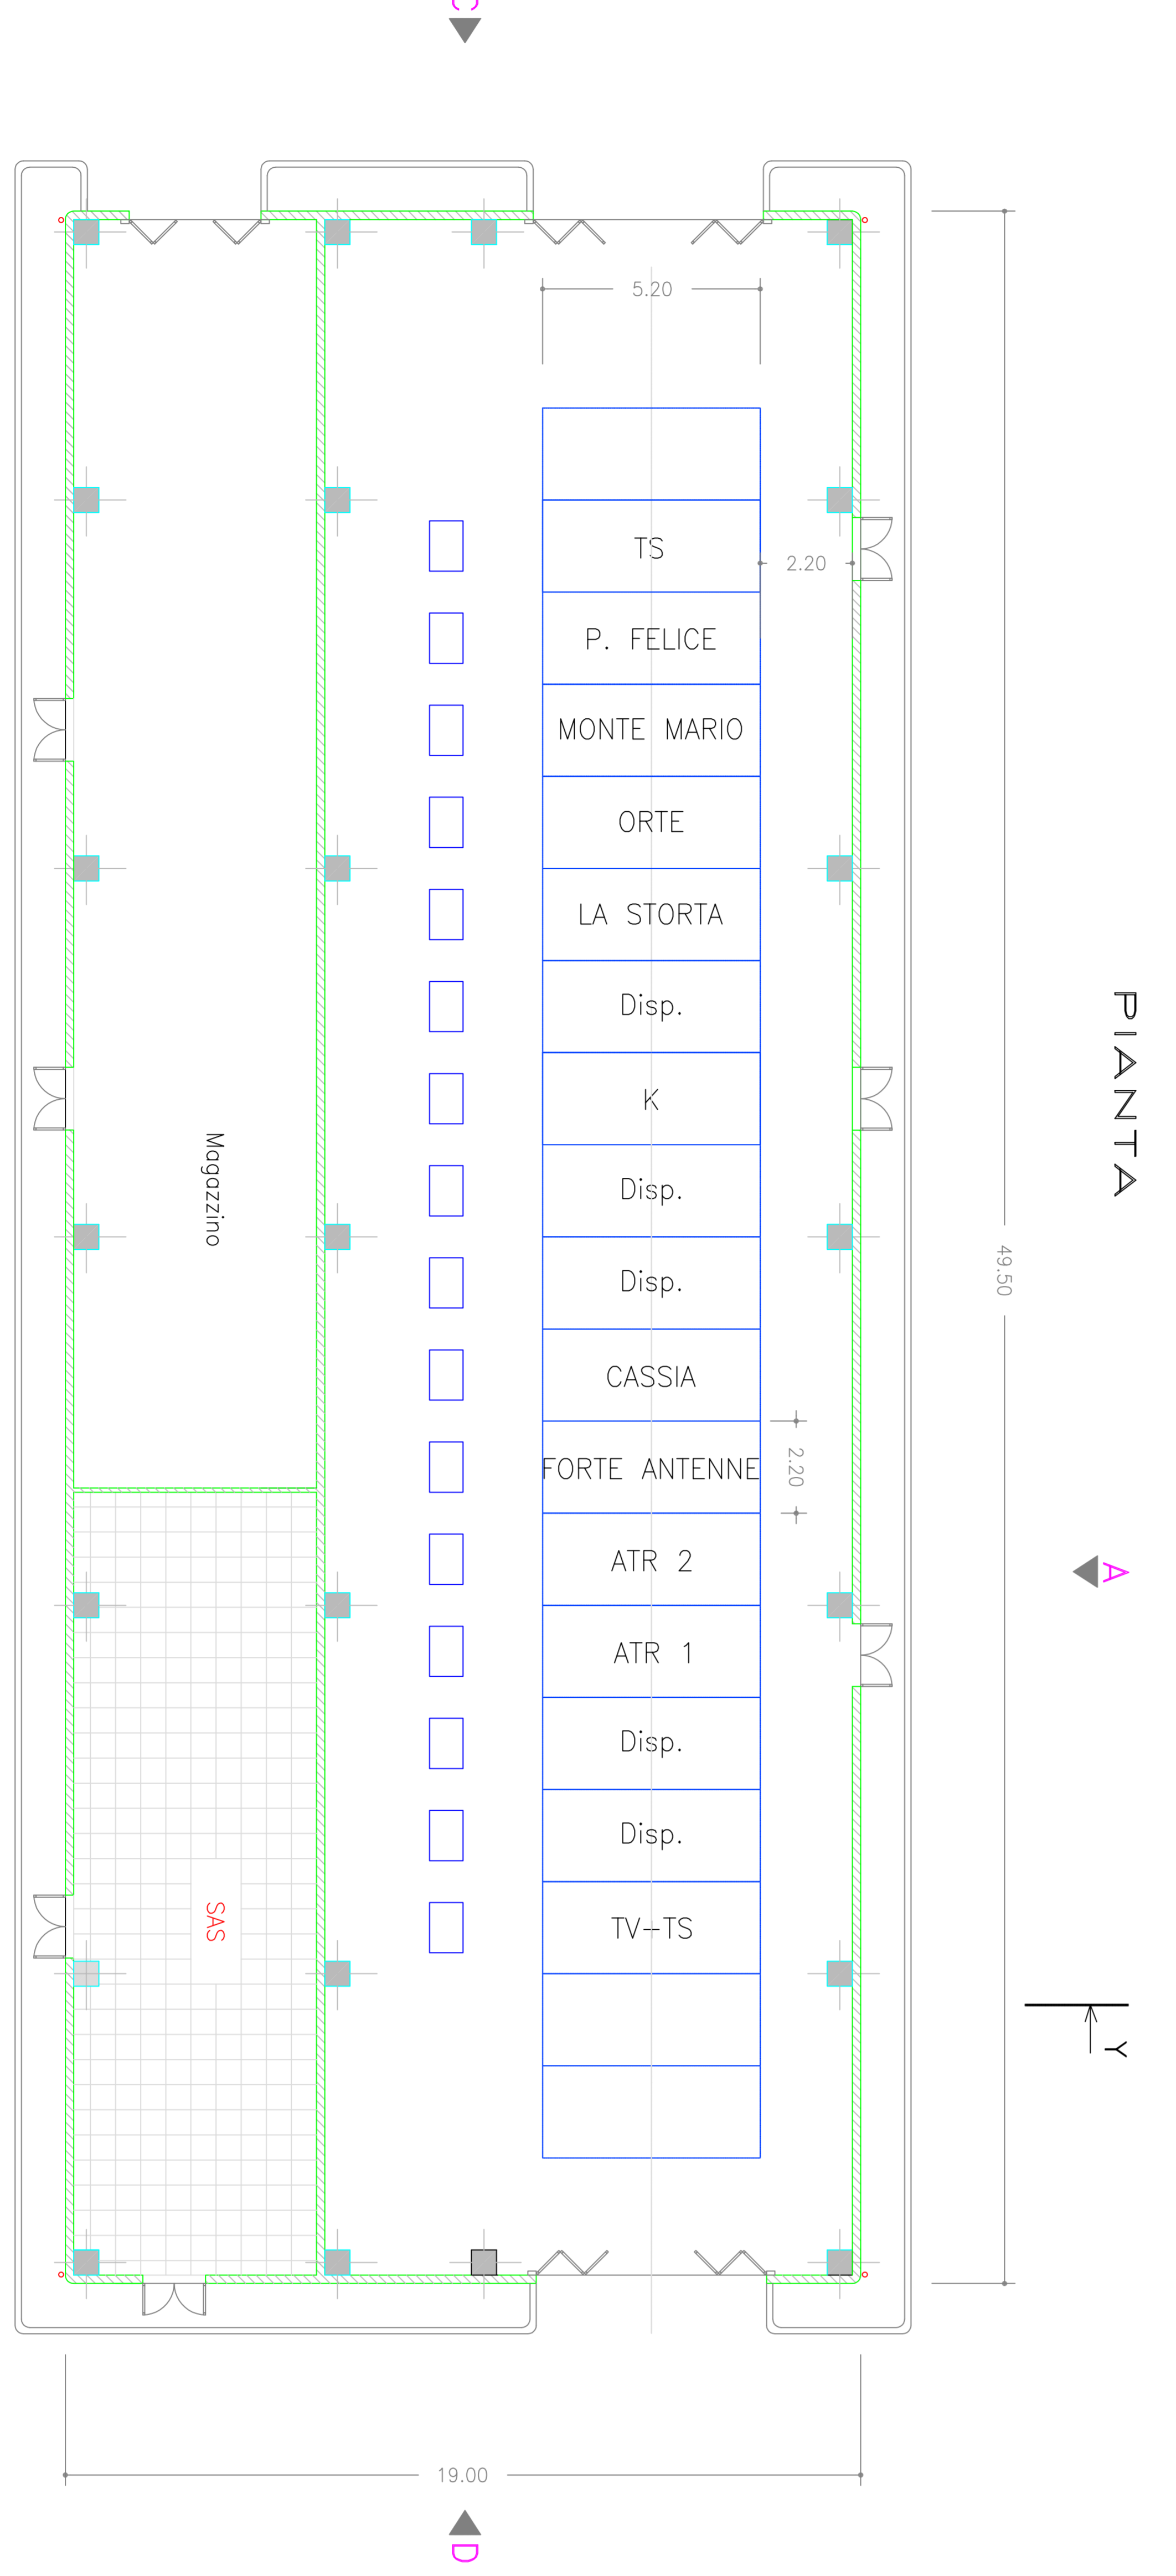 C
5.20
TS
2.20
P. FELICE
MONTE MARIO
ORTE
LA STORTA
Disp.
PIANTA
K
Magazzino
Disp.
49.50
Disp.
CASSIA
2.20
FORTE ANTENNE
ATR 2
A
ATR 1
Disp.
Disp.
SAS
TV-TS
Y
19.00
D